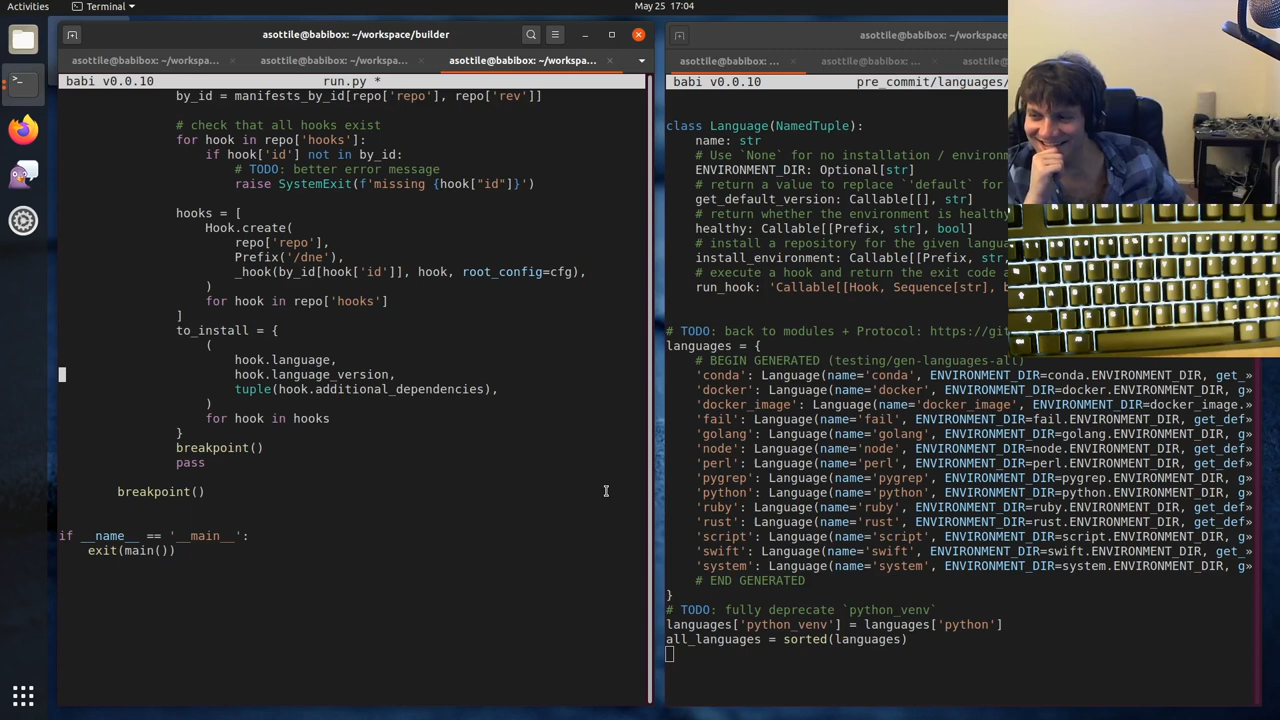 Activities
Terminal
May 25 17:04
asottile@babibox: ~/workspace/builder
asottile@babibox: ~/workspa...
asottile@babibox: ~/workspa...
asottile@babibox: ~/workspa...
babi v0.0.10 run.py *
by_id = manifests_by_id[repo['repo'], repo['rev']]
# check that all hooks exist
for hook in repo['hooks']:
if hook['id'] not in by_id:
# TODO: better error message
raise SystemExit(f'missing {hook["id"]}')
hooks = [
Hook.create(
repo['repo'],
Prefix('/dne'),
_hook(by_id[hook['id']], hook, root_config=cfg),
)
for hook in repo['hooks']
]
to_install = {
(
hook.language,
hook.language_version,
tuple(hook.additional_dependencies),
)
for hook in hooks
}
breakpoint()
pass
breakpoint()
if __name__ == '__main__':
exit(main())
asottile@babibox:
asottile@babibox: ...
asottile@babibox: ...
asottile@
babi v0.0.10 pre_commit/languages/
class Language(NamedTuple):
name: str
# Use `None` for no installation / environm
ENVIRONMENT_DIR: Optional[str]
# return a value to replace `'default` for
get_default_version: Callable[[], str]
# return whether the environment is healthy
healthy: Callable[[Prefix, str], bool]
# install a repository for the given langua
install_environment: Callable[[Prefix, str,
# execute a hook and return the exit code a
run_hook: 'Callable[[Hook, Sequence[str], b
# TODO: back to modules + Protocol: https://git
languages = {
# BEGIN GENERATED (testing/gen-languages-all)
'conda': Language(name='conda', ENVIRONMENT_DIR=conda.ENVIRONMENT_DIR, get_»
'docker': Language(name='docker', ENVIRONMENT_DIR=docker.ENVIRONMENT_DIR, g»
'docker_image': Language(name='docker_image', ENVIRONMENT_DIR=docker_image.»
'fail': Language(name='fail', ENVIRONMENT_DIR=fail.ENVIRONMENT_DIR, get_def»
'golang': Language(name='golang', ENVIRONMENT_DIR=golang.ENVIRONMENT_DIR, g»
'node': Language(name='node', ENVIRONMENT_DIR=node.ENVIRONMENT_DIR, get_def»
'perl': Language(name='perl', ENVIRONMENT_DIR=perl.ENVIRONMENT_DIR, get_def»
'pygrep': Language(name='pygrep', ENVIRONMENT_DIR=pygrep.ENVIRONMENT_DIR, g»
'python': Language(name='python', ENVIRONMENT_DIR=python.ENVIRONMENT_DIR, g»
'ruby': Language(name='ruby', ENVIRONMENT_DIR=ruby.ENVIRONMENT_DIR, get_def»
'rust': Language(name='rust', ENVIRONMENT_DIR=rust.ENVIRONMENT_DIR, get_def»
'script': Language(name='script', ENVIRONMENT_DIR=script.ENVIRONMENT_DIR, g»
'swift': Language(name='swift', ENVIRONMENT_DIR=swift.ENVIRONMENT_DIR, get_»
'system': Language(name='system', ENVIRONMENT_DIR=system.ENVIRONMENT_DIR, g»
# END GENERATED
}
# TODO: fully deprecate `python_venv`
languages['python_venv'] = languages['python']
all_languages = sorted(languages)